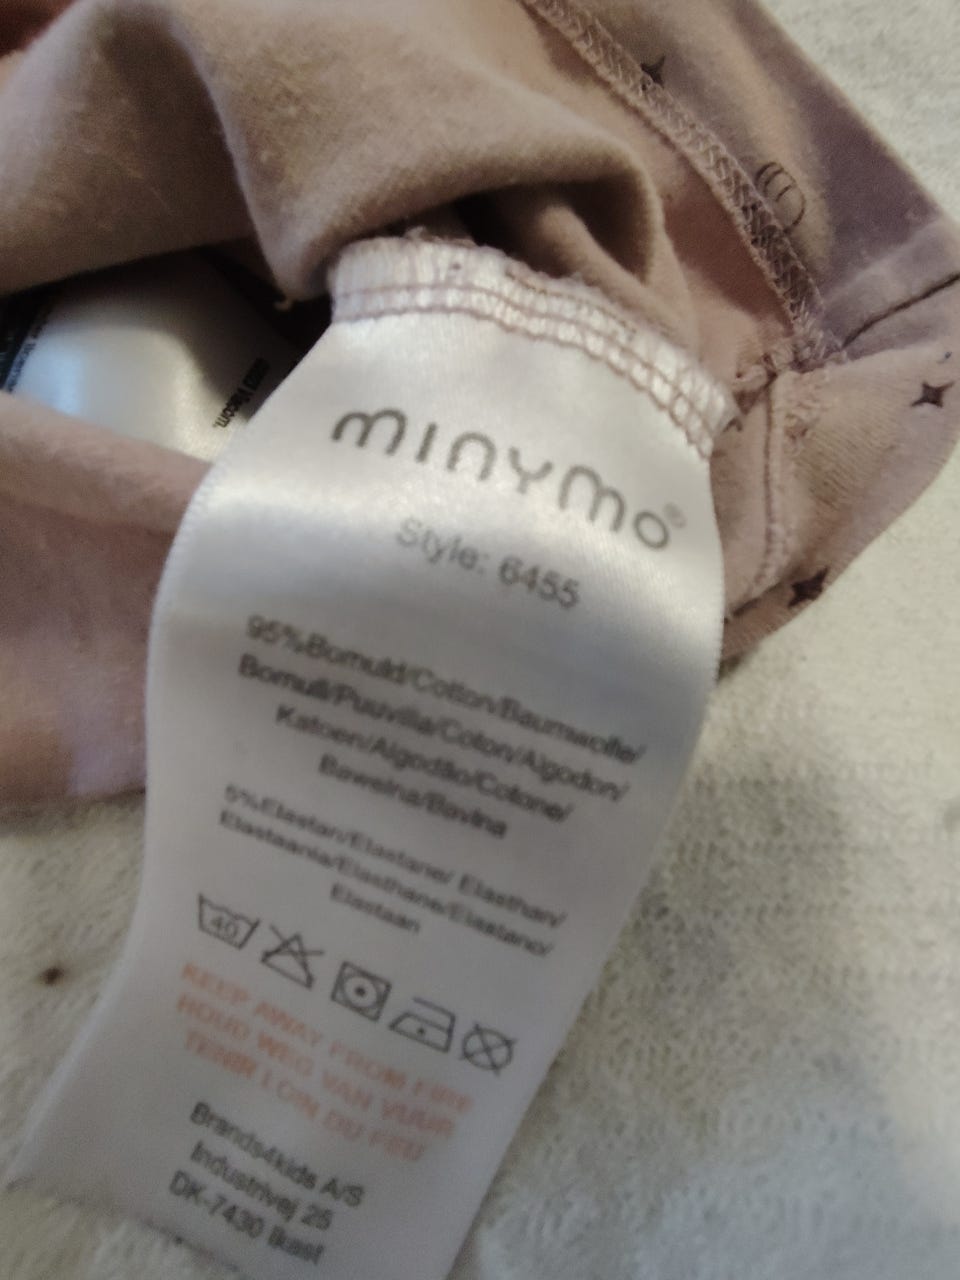 minymo®
Style: 6455
95%Bomuld/Cotton/Baumwolle/
Bomull/Puuvilla/Coton/Algodon/
Katoen/Algodão/Cotone/
Bawelna/Bavlna
5%Elastan/Elastane/ Elasthan/
Elastaania/Elasthane/Elastano/
Elastaan
40
KEEP AWAY FROM FIRE
HOUD WEG VAN VUUR
TENIR LOIN DU FEU
Brands4kids A/S
Industrivej 25
DK-7430 Ikast